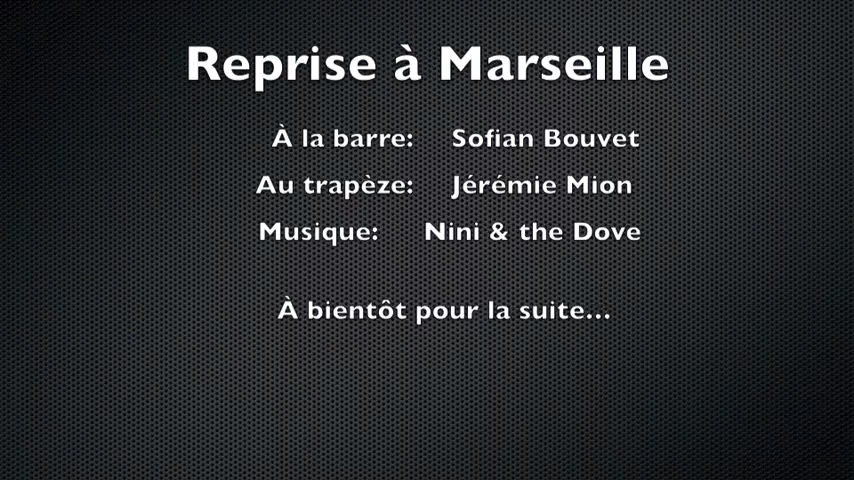 Reprise à Marseille
À la barre: Sofian Bouvet
Au trapèze: Jérémie Mion
Musique: Nini & the Dove
À bientôt pour la suite...